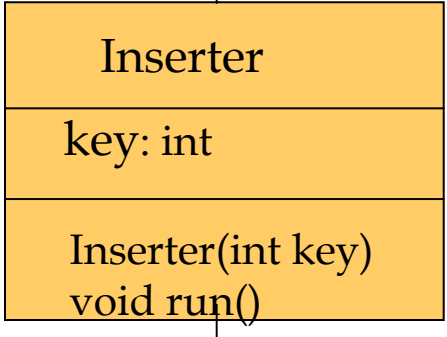 Inserter
key: int
Inserter(int key)
void run()